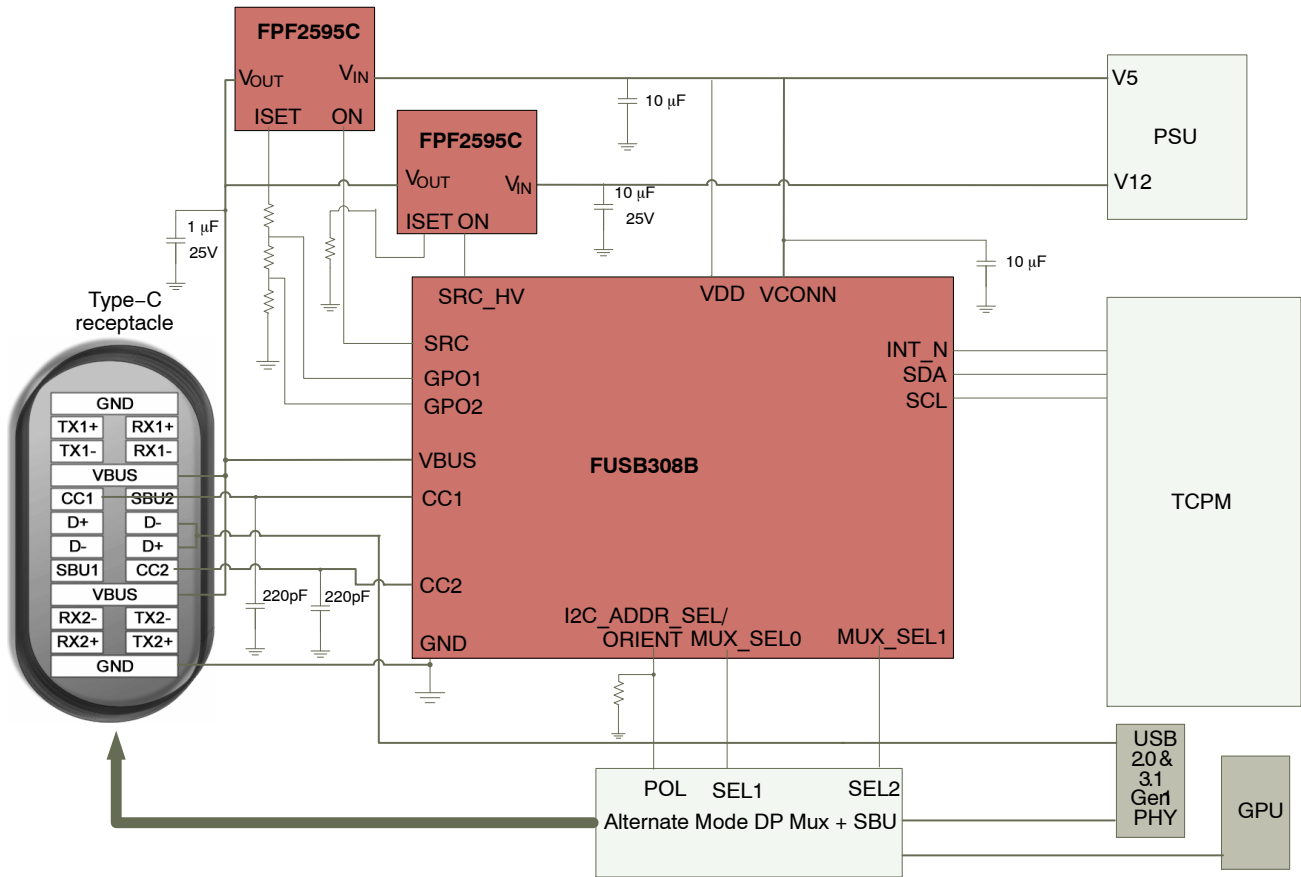 FPF2595C
VOUT
VIN
ISET
ON
10 µF
V5
PSU
V12
FPF2595C
VOUT
VIN
ISET ON
10 µF
25V
1 µF
25V
10 µF
Type−C
receptacle
GND
TX1+ RX1+
TX1- RX1-
VBUS
CC1 SBU2
D+ D-
D- D+
SBU1 CC2
VBUS
RX2- TX2-
RX2+ TX2+
GND
220pF
220pF
SRC_HV
VDD
VCONN
SRC
GPO1
GPO2
VBUS
CC1
CC2
GND
FUSB308B
INT_N
SDA
SCL
I2C_ADDR_SEL/
ORIENT
MUX_SEL0
MUX_SEL1
TCPM
POL
SEL1
SEL2
Alternate Mode DP Mux + SBU
USB
2.0 &
3.1
Gen1
PHY
GPU